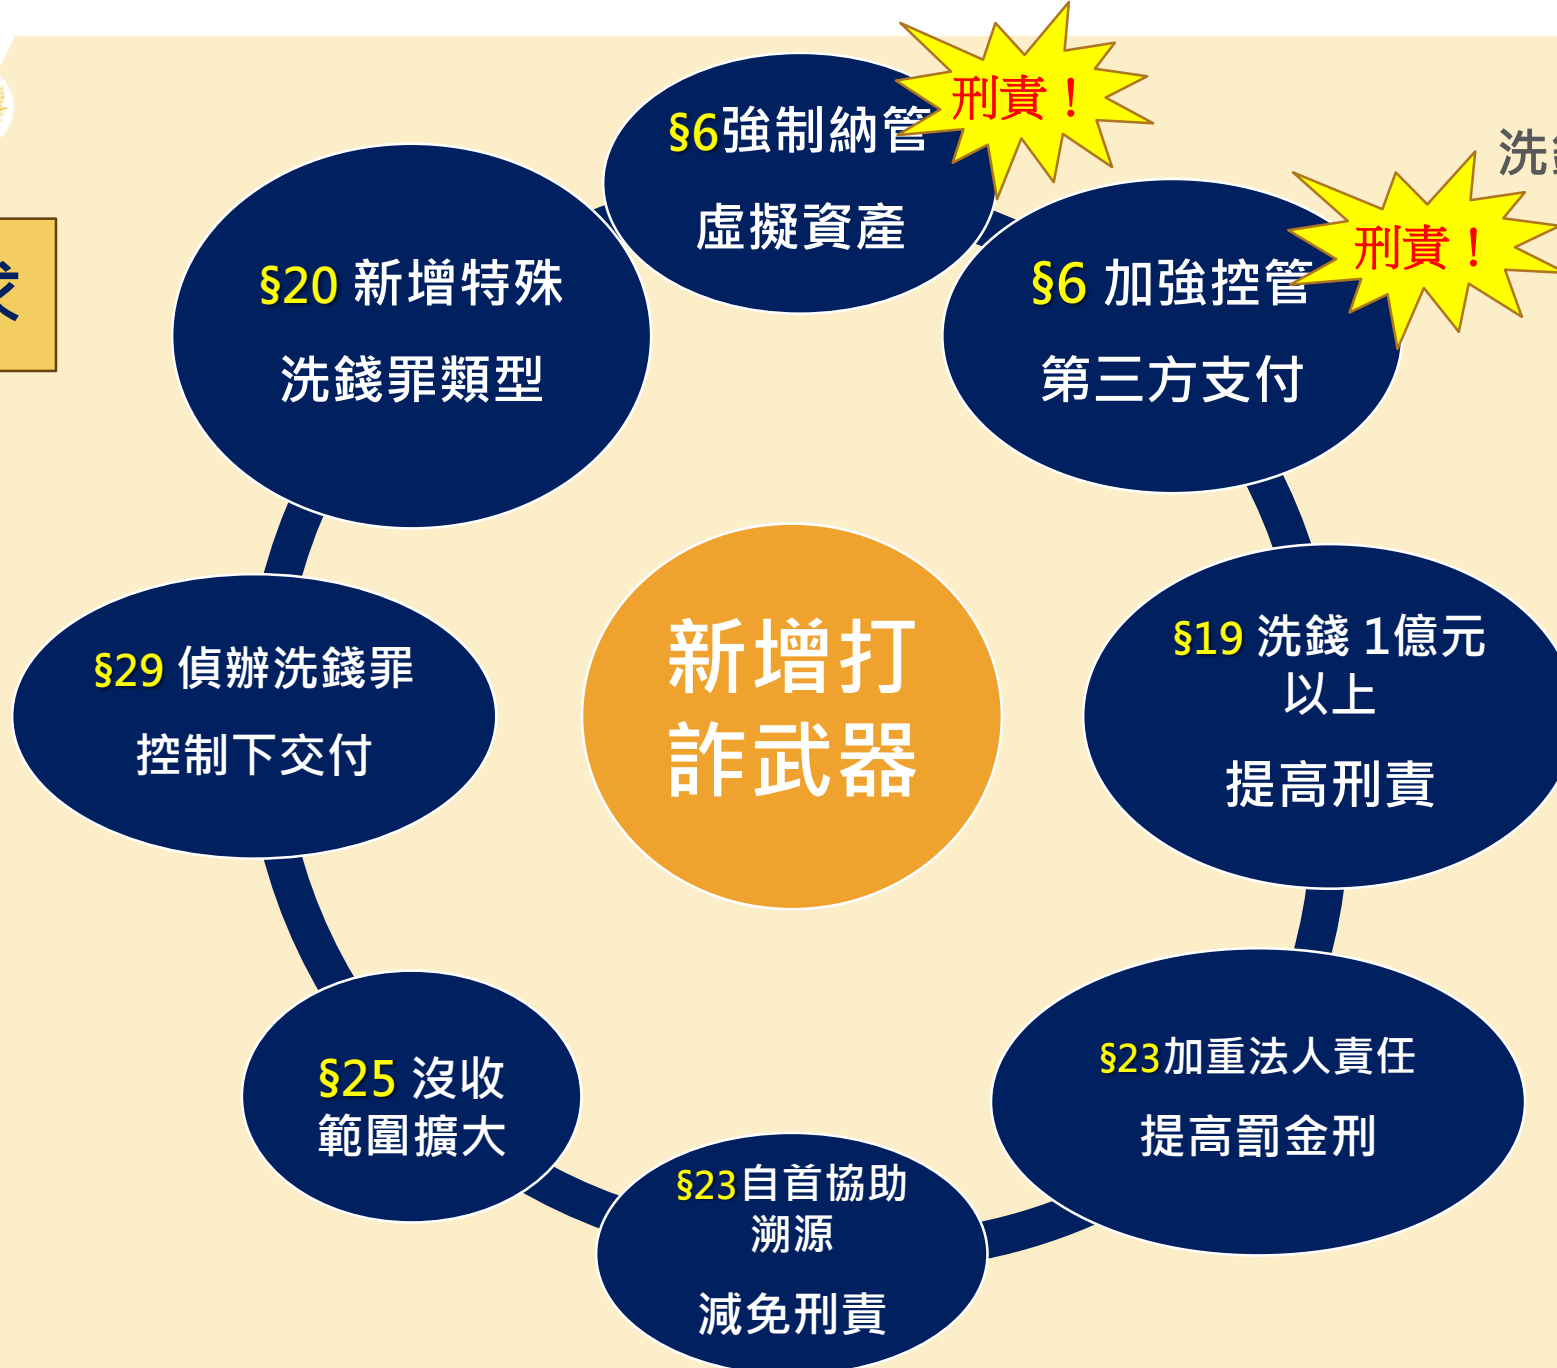 §6強制納管
虛擬資產
刑責！
§6 加強控管
第三方支付
刑責！
洗
求
§19 洗錢 1億元
以上
提高刑責
§23加重法人責任
提高罰金刑
§23自首協助
溯源
減免刑責
§25 沒收
範圍擴大
§29 偵辦洗錢罪
控制下交付
§20 新增特殊
洗錢罪類型
新增打
詐武器